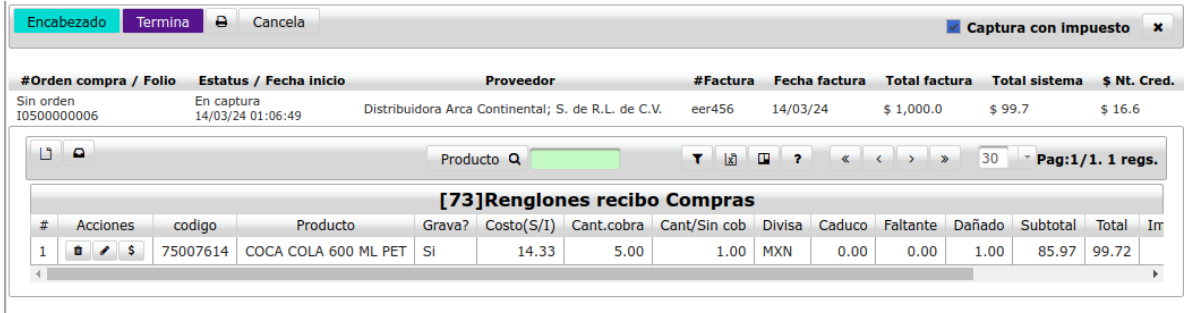 Encabezado Termina Cancela Captura con impuesto
#Orden compra / Folio Estatus / Fecha inicio Proveedor #Factura Fecha factura Total factura Total sistema $ Nt. Cred.
Sin orden En captura
I0500000006 14/03/24 01:06:49 Distribuidora Arca Continental; S. de R.L. de C.V. eer456 14/03/24 $ 1,000.0 $ 99.7 $ 16.6
Producto ? « < > » 30 Pag:1/1. 1 regs.
[73]Renglones recibo Compras
# Acciones codigo Producto Grava? Costo(S/I) Cant.cobra Cant/Sin cob Divisa Caduco Faltante Dañado Subtotal Total Im
1 $ 75007614 COCA COLA 600 ML PET Si 14.33 5.00 1.00 MXN 0.00 0.00 1.00 85.97 99.72